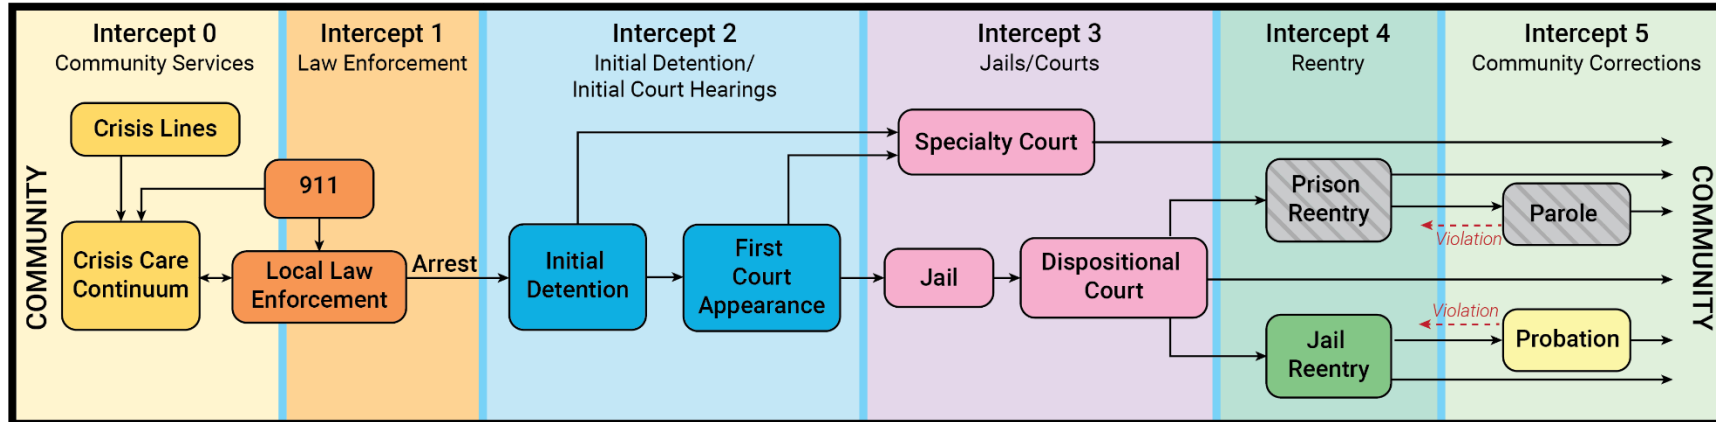 Intercept 0
Community Services
Intercept 1
Law Enforcement
Intercept 2
Initial Detention/
Initial Court Hearings
Intercept 3
Jails/Courts
Intercept 4
Reentry
Intercept 5
Community Corrections
COMMUNITY
Crisis Lines
911
Crisis Care
Continuum
Local Law
Enforcement
Arrest
Initial
Detention
First
Court
Appearance
Specialty Court
Jail
Dispositional
Court
Prison
Reentry
Parole
Violation
Jail
Reentry
Violation
Probation
COMMUNITY